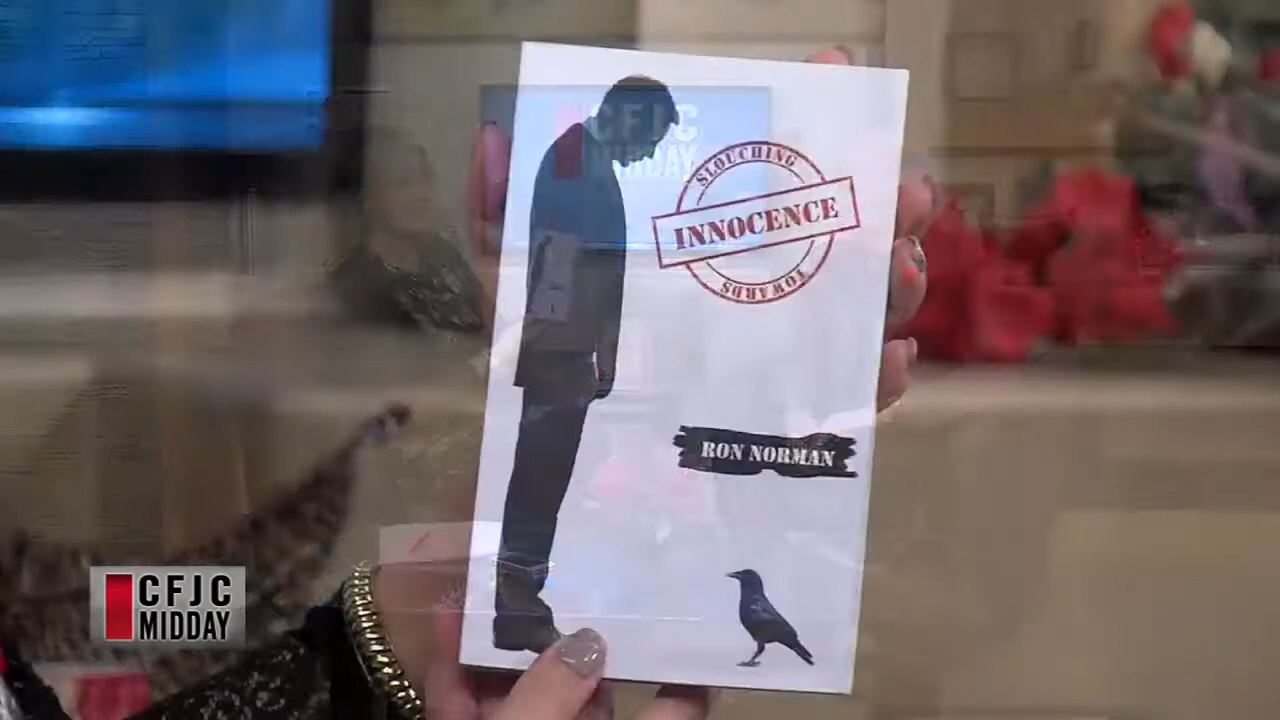 CFJC
MIDDAY
SLOUCHING
INNOCENCE
TOWARDS
RON NORMAN
CFJC
MIDDAY